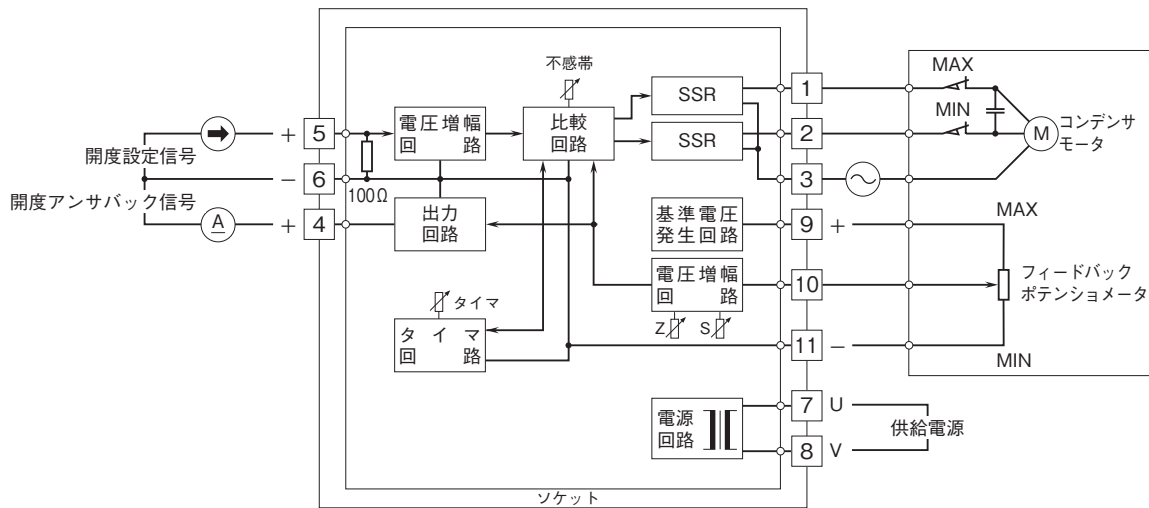 不感帯
電圧増幅
回 路
比較
回路
SSR
SSR
1
2
3
MAX
MIN
M
コンデンサ
モータ
+ 5
開度設定信号
− 6
100Ω
開度アンサバック信号
A
+ 4
出力
回路
基準電圧
発生回路
9 +
MAX
電圧増幅
回 路
10
フィードバック
ポテンショメータ
Z
S
タイマ
タ イ マ
回 路
11 −
MIN
電源
回路
7 U
8 V
供給電源
ソケット